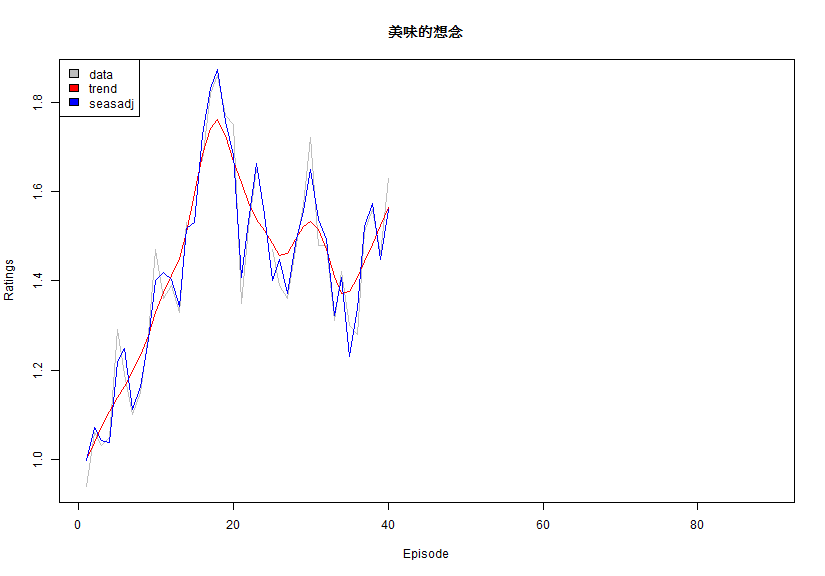 美味的想念
data
trend
seasadj
Ratings
1.8
1.6
1.4
1.2
1.0
0 20 40 60 80
Episode